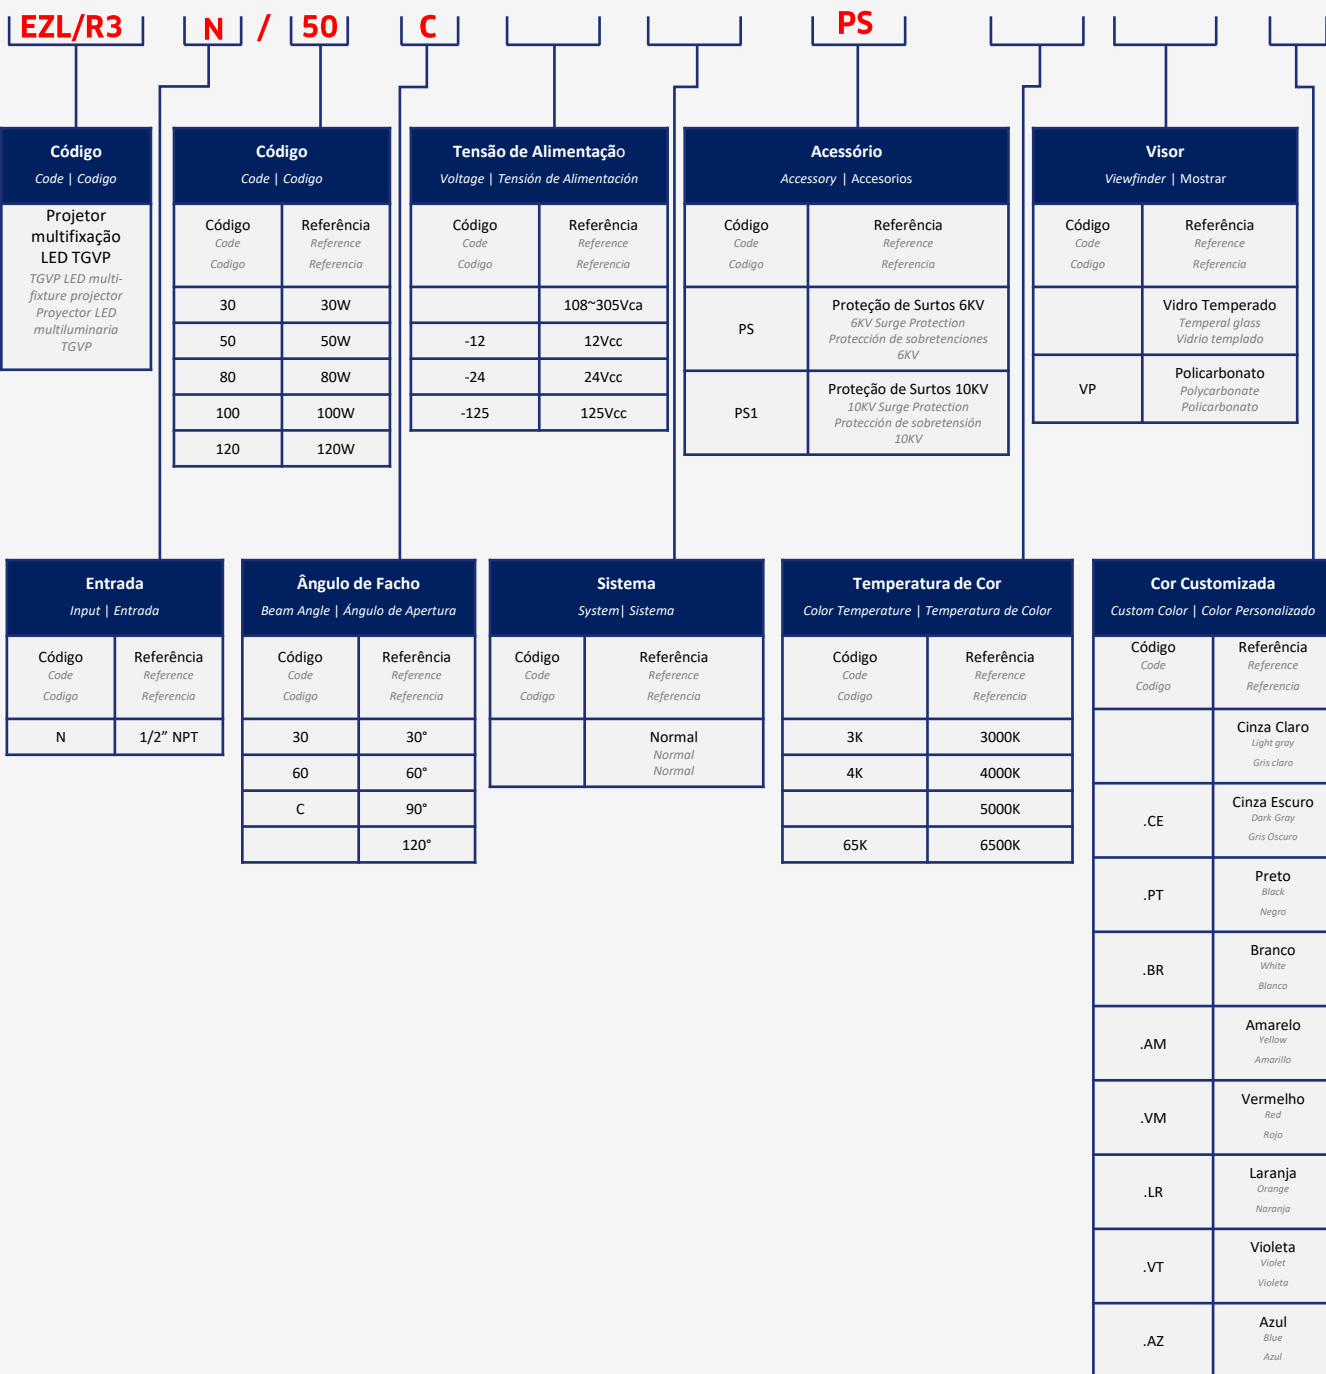 EZL/R3 N / 50 C PS
Código
Code | Codigo
Projetor
multifixação
LED TGVP
TGVP LED multi-
fixture projector
Proyector LED
multiluminaria
TGVP
Código
Code | Codigo
Código Referência
Code Reference
Codigo Referencia
30 30W
50 50W
80 80W
100 100W
120 120W
Tensão de Alimentação
Voltage | Tensión de Alimentación
Código Referência
Code Reference
Codigo Referencia
108~305Vca
-12 12Vcc
-24 24Vcc
-125 125Vcc
Acessório
Accessory | Accesorios
Código Referência
Code Reference
Codigo Referencia
PS
Proteção de Surtos 6KV
6KV Surge Protection
Protección de sobretenciones
6KV
PS1
Proteção de Surtos 10KV
10KV Surge Protection
Protección de sobretensión
10KV
Visor
Viewfinder | Mostrar
Código Referência
Code Reference
Codigo Referencia
Vidro Temperado
Temperal glass
Vidrio templado
VP
Policarbonato
Polycarbonate
Policarbonato
Entrada
Input | Entrada
Código Referência
Code Reference
Codigo Referencia
N 1/2” NPT
Ângulo de Facho
Beam Angle | Ángulo de Apertura
Código Referência
Code Reference
Codigo Referencia
30 30°
60 60°
C 90°
120°
Sistema
System| Sistema
Código Referência
Code Reference
Codigo Referencia
Normal
Normal
Normal
Temperatura de Cor
Color Temperature | Temperatura de Color
Código Referência
Code Reference
Codigo Referencia
3K 3000K
4K 4000K
5000K
65K 6500K
Cor Customizada
Custom Color | Color Personalizado
Código Referência
Code Reference
Codigo Referencia
Cinza Claro
Light gray
Gris claro
.CE
Cinza Escuro
Dark Gray
Gris Oscuro
.PT
Preto
Black
Negro
.BR
Branco
White
Blanco
.AM
Amarelo
Yellow
Amarillo
.VM
Vermelho
Red
Rojo
.LR
Laranja
Orange
Naranja
.VT
Violeta
Violet
Violeta
.AZ
Azul
Blue
Azul